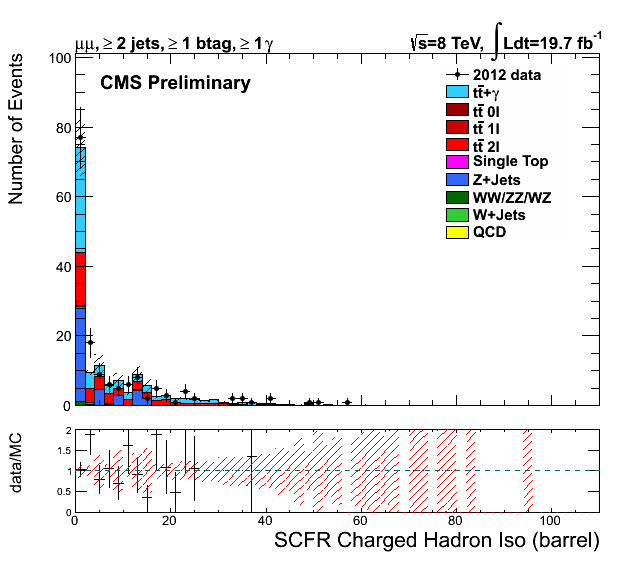 μμ, ≥ 2 jets, ≥ 1 btag, ≥ 1 γ
√s=8 TeV, ∫Ldt=19.7 fb⁻¹
CMS Preliminary
Number of Events
100
80
60
40
20
0
2012 data
tt̅+γ
tt̅ 0l
tt̅ 1l
tt̅ 2l
Single Top
Z+Jets
WW/ZZ/WZ
W+Jets
QCD
data/MC
2
1.5
1
0.5
0
0 20 40 60 80 100
SCFR Charged Hadron Iso (barrel)